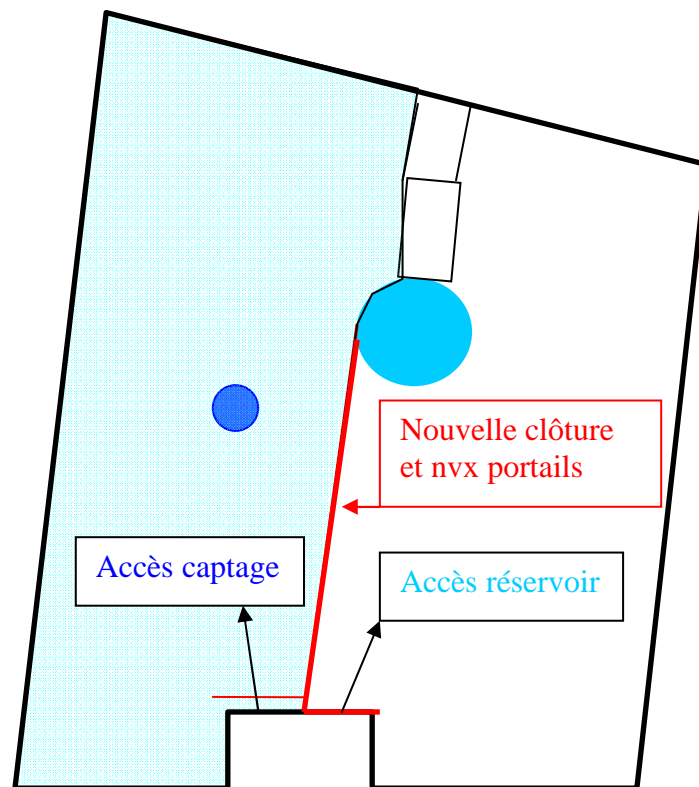 Nouvelle clôture
et nvx portails
Accès captage
Accès réservoir